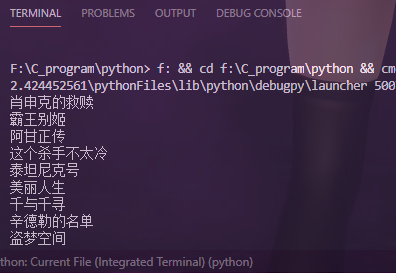 TERMINAL PROBLEMS OUTPUT DEBUG CONSOLE
F:\C_program\python> f: && cd f:\C_program\python && cm
2.424452561\pythonFiles\lib\python\debugpy\launcher 500
肖申克的救赎
霸王别姬
阿甘正传
这个杀手不太冷
泰坦尼克号
美丽人生
千与千寻
辛德勒的名单
盗梦空间
thon: Current File (Integrated Terminal) (python)